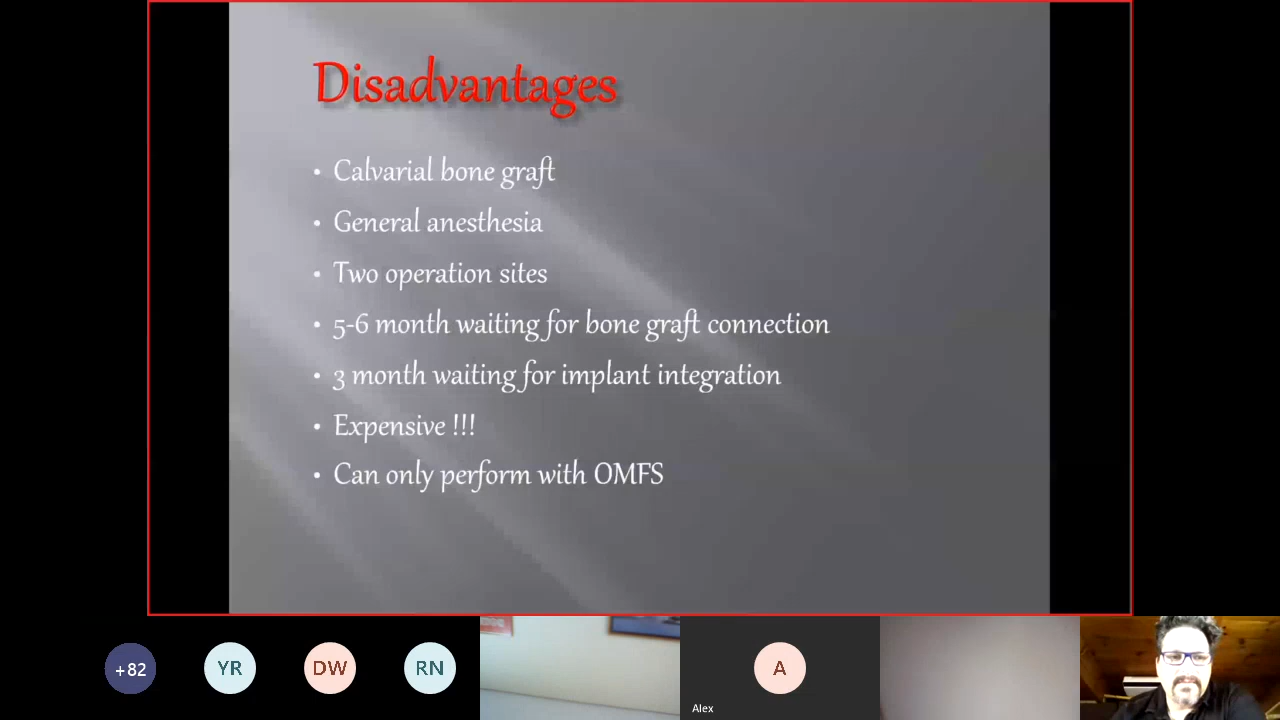 Disadvantages
• Calvarial bone graft
• General anesthesia
• Two operation sites
• 5-6 month waiting for bone graft connection
• 3 month waiting for implant integration
• Expensive !!!
• Can only perform with OMFS
+82
YR
DW
RN
A
Alex